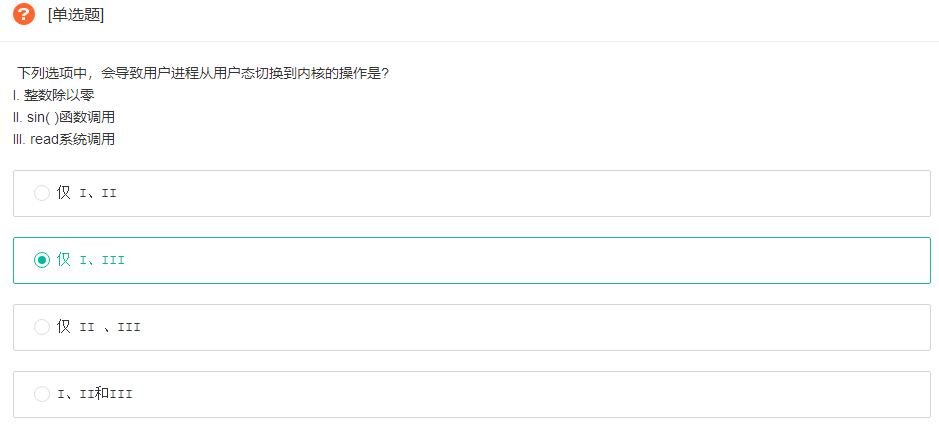 ?
[单选题]
下列选项中，会导致用户进程从用户态切换到内核的操作是?
I. 整数除以零
II. sin( )函数调用
III. read系统调用
仅 I、II
仅 I、III
仅 II 、III
I、II和III